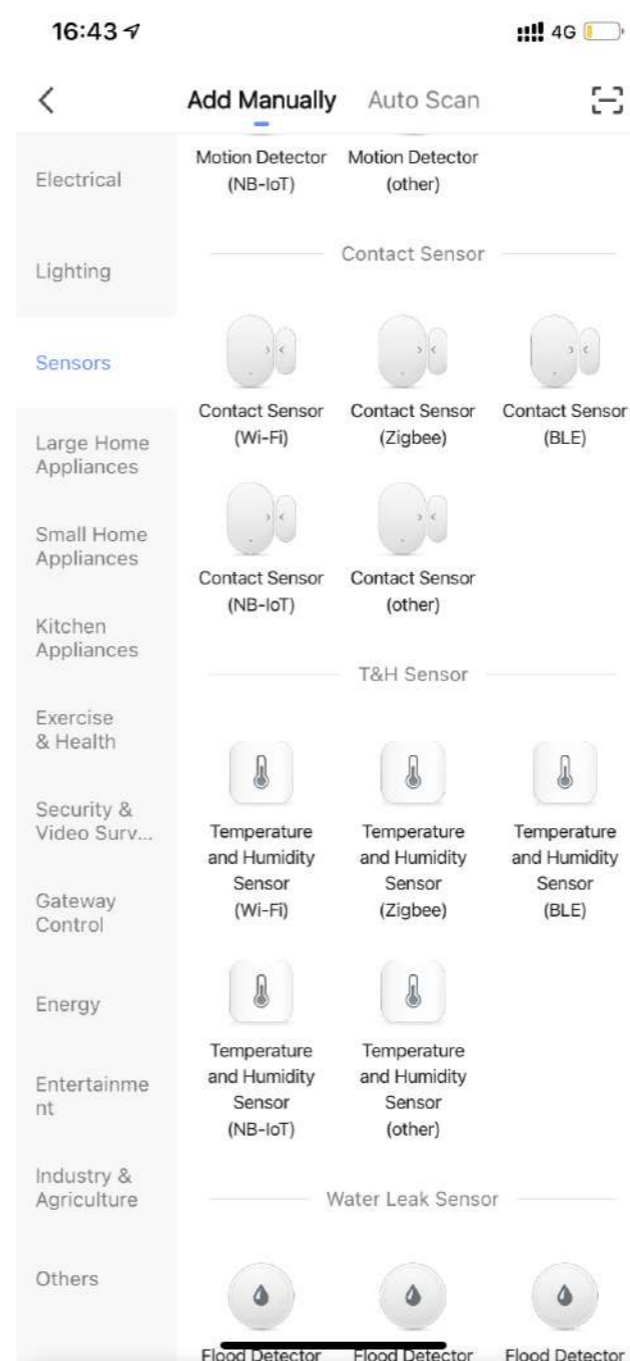 16:43
4G
Add Manually
Auto Scan
Electrical
Lighting
Sensors
Large Home
Appliances
Small Home
Appliances
Kitchen
Appliances
Exercise
& Health
Security &
Video Surv...
Gateway
Control
Energy
Entertainme
nt
Industry &
Agriculture
Others
Motion Detector
(NB-IoT)
Motion Detector
(other)
Contact Sensor
Contact Sensor
(Wi-Fi)
Contact Sensor
(Zigbee)
Contact Sensor
(BLE)
Contact Sensor
(NB-IoT)
Contact Sensor
(other)
T&H Sensor
Temperature
and Humidity
Sensor
(Wi-Fi)
Temperature
and Humidity
Sensor
(Zigbee)
Temperature
and Humidity
Sensor
(BLE)
Temperature
and Humidity
Sensor
(NB-IoT)
Temperature
and Humidity
Sensor
(other)
Water Leak Sensor
Flood Detector
Flood Detector
Flood Detector